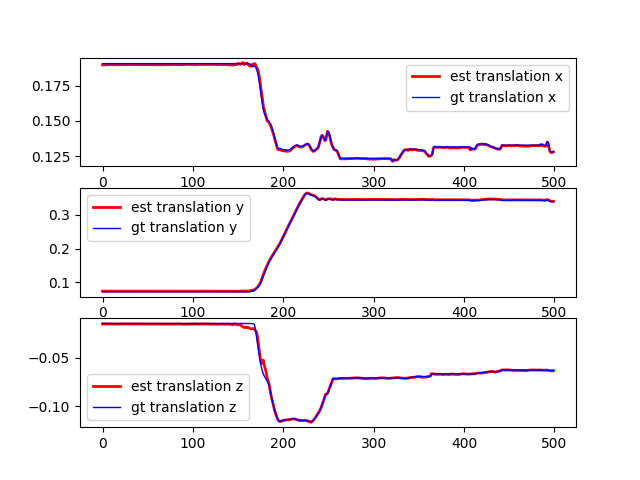 0.175
0.150
0.125
est translation x
gt translation x
0 100 200 300 400 500
0.3
0.2
0.1
est translation y
gt translation y
0 100 200 300 400 500
−0.05
−0.10
est translation z
gt translation z
0 100 200 300 400 500